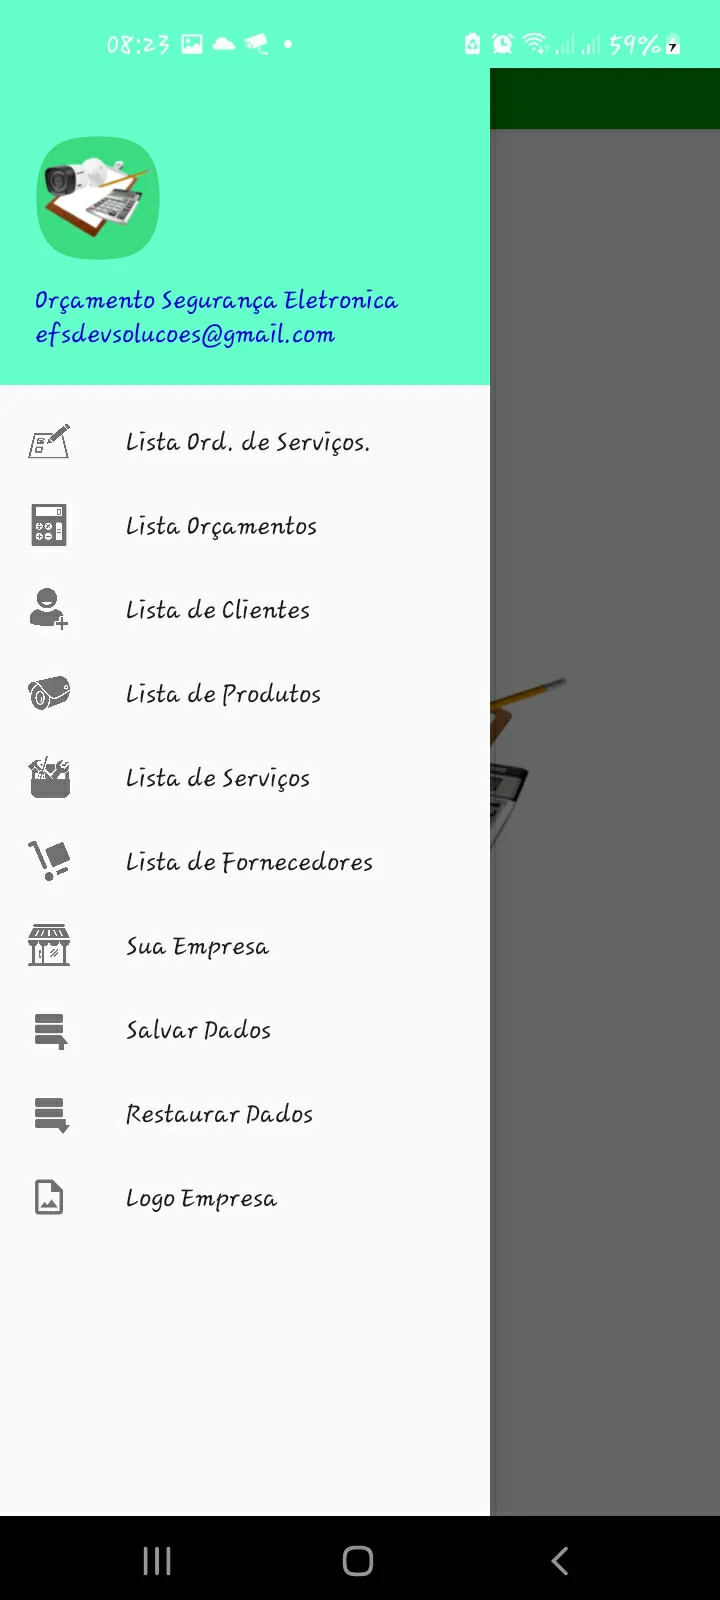 08:23
59%
Orçamento Segurança Eletronica
efsdevsolucoes@gmail.com
Lista Ord. de Serviços.
Lista Orçamentos
Lista de Clientes
Lista de Produtos
Lista de Serviços
Lista de Fornecedores
Sua Empresa
Salvar Dados
Restaurar Dados
Logo Empresa